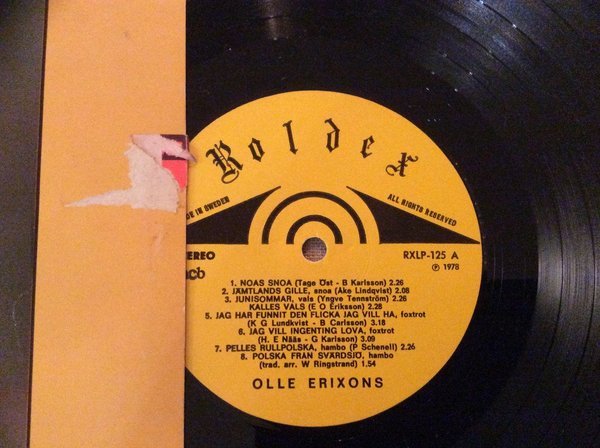 Roldex
DE IN SWEDEN
ALL RIGHTS RESERVED
STEREO
ncb
RXLP-125 A
Ⓟ 1978
1. NOAS SNOA (Tage Öst - B Karlsson) 2.26
2. JÄMTLANDS GILLE, snoa (Åke Lindqvist) 2.08
3. JUNISOMMAR, vals (Yngve Tennström) 2.26
KALLES VALS (E O Eriksson) 2.28
5. JAG HAR FUNNIT DEN FLICKA JAG VILL HA, foxtrot
(K G Lundkvist - B Carlsson) 3.18
6. JAG VILL INGENTING LOVA, foxtrot
(H. E Nääs - G Karlsson) 3.09
7. PELLES RULLPOLSKA, hambo (P Schenell) 2.26
8. POLSKA FRÅN SVÄRDSJÖ, hambo
(trad. arr. W Ringstrand) 1.54
OLLE ERIXONS